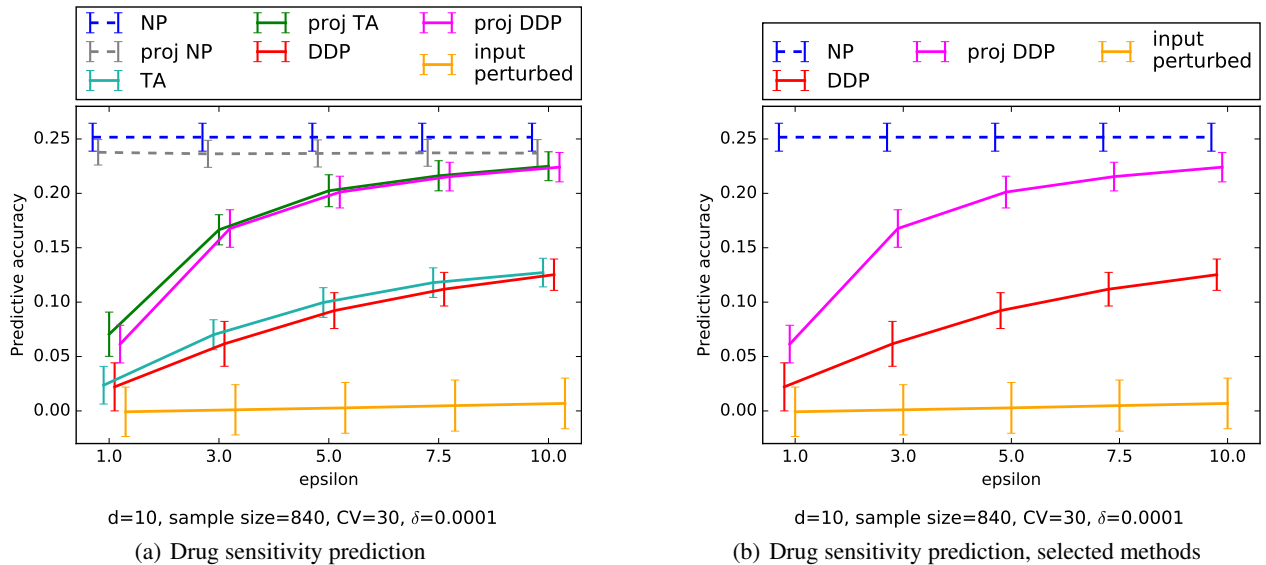 NP
proj NP
TA
proj TA
DDP
proj DDP
input
perturbed
0.25
0.20
0.15
0.10
0.05
0.00
Predictive accuracy
1.0 3.0 5.0 7.5 10.0
epsilon
d=10, sample size=840, CV=30, δ=0.0001
(a) Drug sensitivity prediction
NP
DDP
proj DDP
input
perturbed
0.25
0.20
0.15
0.10
0.05
0.00
Predictive accuracy
1.0 3.0 5.0 7.5 10.0
epsilon
d=10, sample size=840, CV=30, δ=0.0001
(b) Drug sensitivity prediction, selected methods